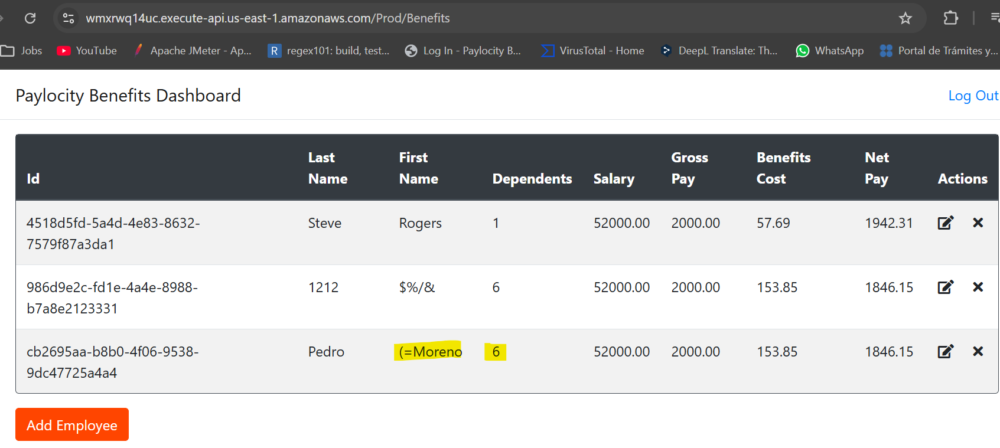 wmxrwq14uc.execute-api.us-east-1.amazonaws.com/Prod/Benefits
Jobs YouTube Apache JMeter - Ap... R regex101: build, test... Log In - Paylocity B... VirusTotal - Home DeepL Translate: Th... WhatsApp Portal de Trámites y...
Paylocity Benefits Dashboard Log Out
Id Last Name First Name Dependents Salary Gross Pay Benefits Cost Net Pay Actions
4518d5fd-5a4d-4e83-8632- Steve Rogers 1 52000.00 2000.00 57.69 1942.31
7579f87a3da1
986d9e2c-fd1e-4a4e-8988- 1212 $%/& 6 52000.00 2000.00 153.85 1846.15
b7a8e2123331
cb2695aa-b8b0-4f06-9538- Pedro (=Moreno 6 52000.00 2000.00 153.85 1846.15
9dc47725a4a4
Add Employee